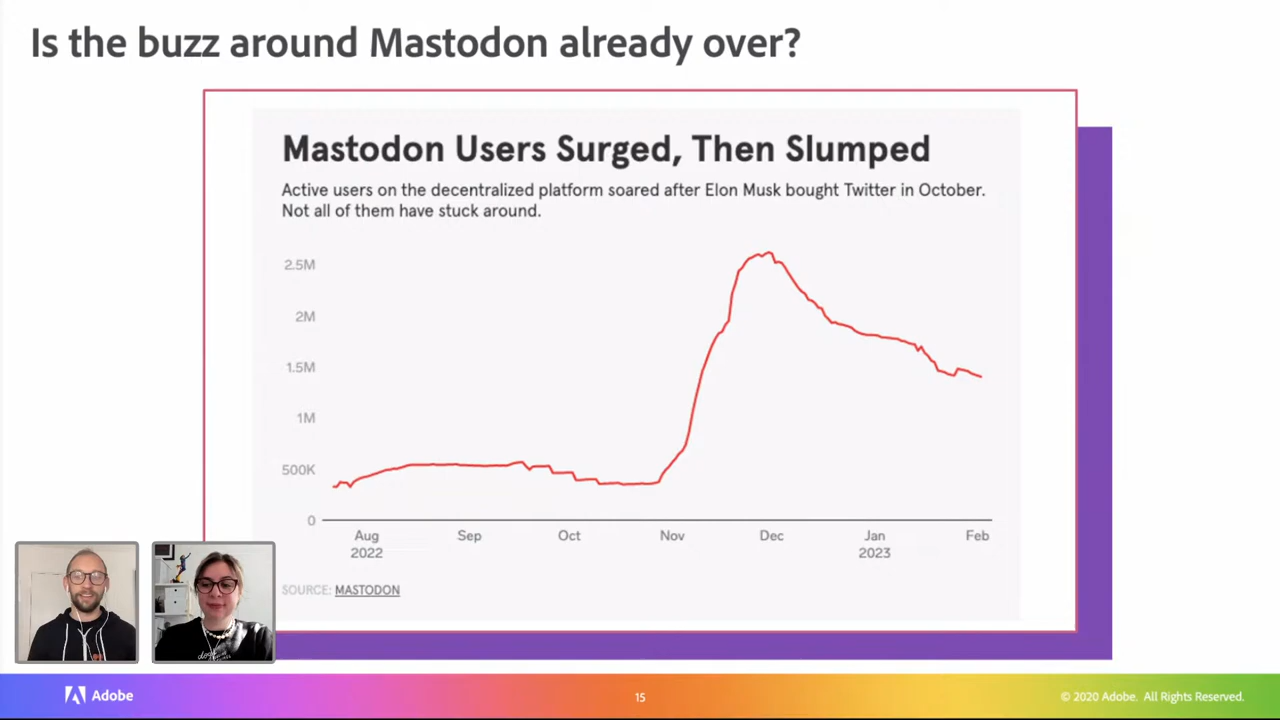 Is the buzz around Mastodon already over?
Mastodon Users Surged, Then Slumped
Active users on the decentralized platform soared after Elon Musk bought Twitter in October.
Not all of them have stuck around.
2.5M
2M
1.5M
1M
500K
0
Aug Sep Oct Nov Dec Jan Feb
2022 2023
SOURCE: MASTODON
Adobe
15
© 2020 Adobe. All Rights Reserved.